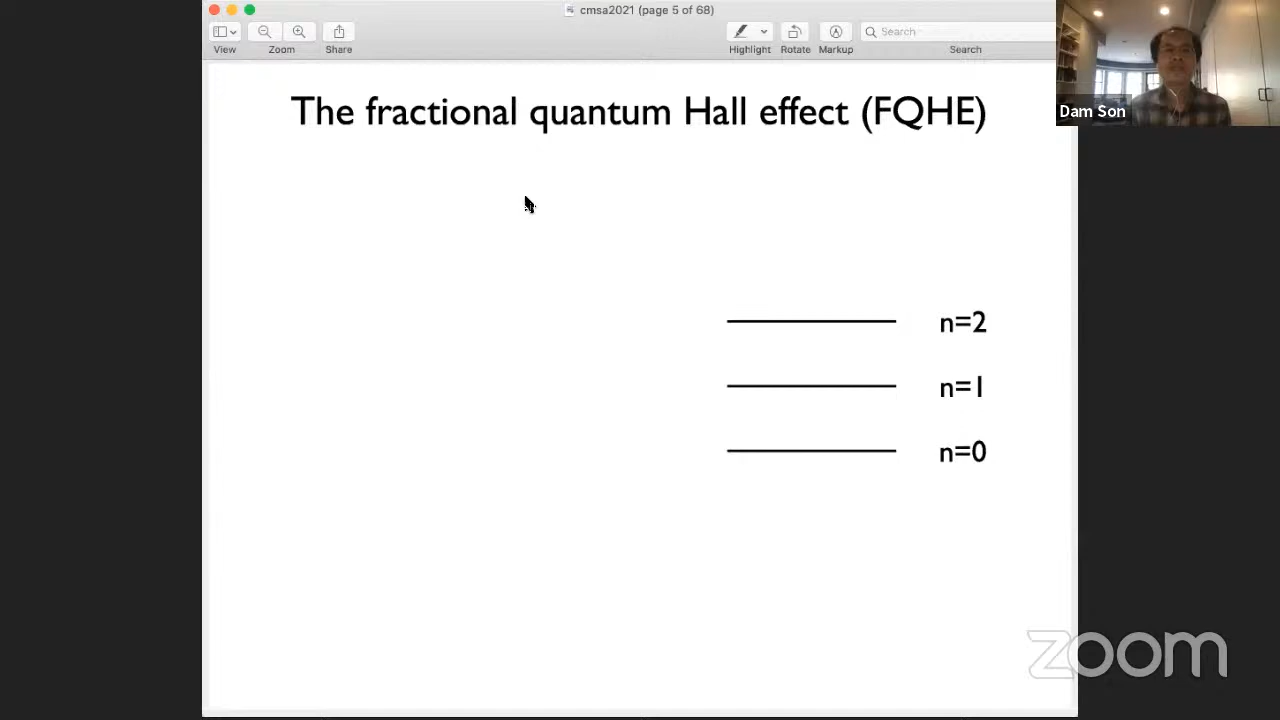 cmsa2021 (page 5 of 68)
View
Zoom
Share
Highlight
Rotate
Markup
Search
Search
Dam Son
The fractional quantum Hall effect (FQHE)
n=2
n=1
n=0
zoom